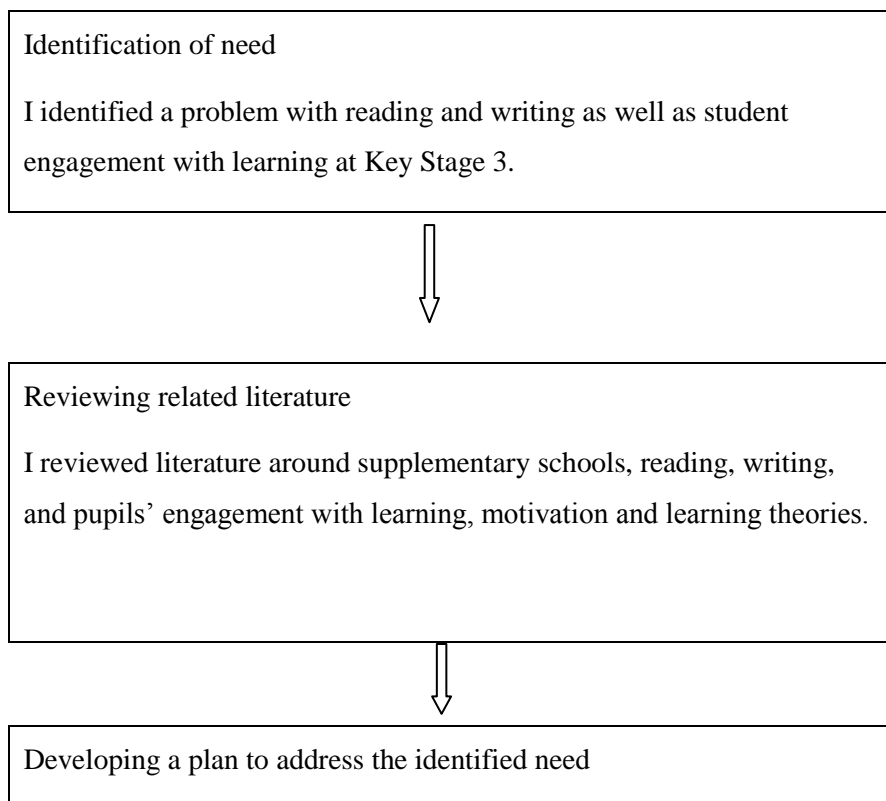 Identification of need
I identified a problem with reading and writing as well as student
engagement with learning at Key Stage 3.
Reviewing related literature
I reviewed literature around supplementary schools, reading, writing,
and pupils’ engagement with learning, motivation and learning theories.
Developing a plan to address the identified need